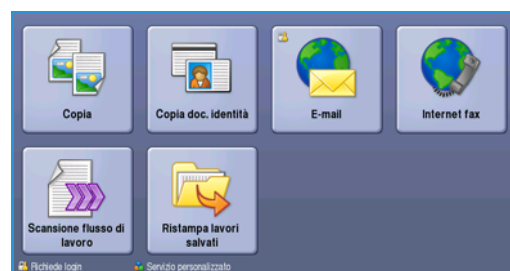 Copia
Copia doc. identità
E-mail
Internet fax
Scansione flusso di
lavoro
Ristampa lavori
salvati
Richiede login
Servizio personalizzato